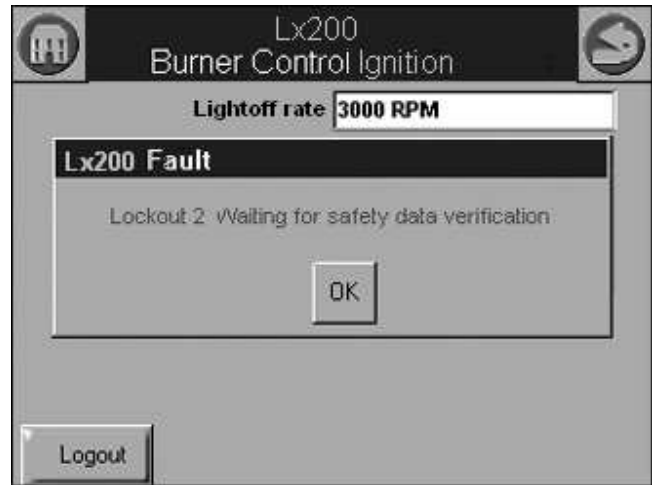 Lx200
Burner Control Ignition
Lightoff rate 3000 RPM
Lx200 Fault
Lockout 2 Waiting for safety data verification
OK
Logout